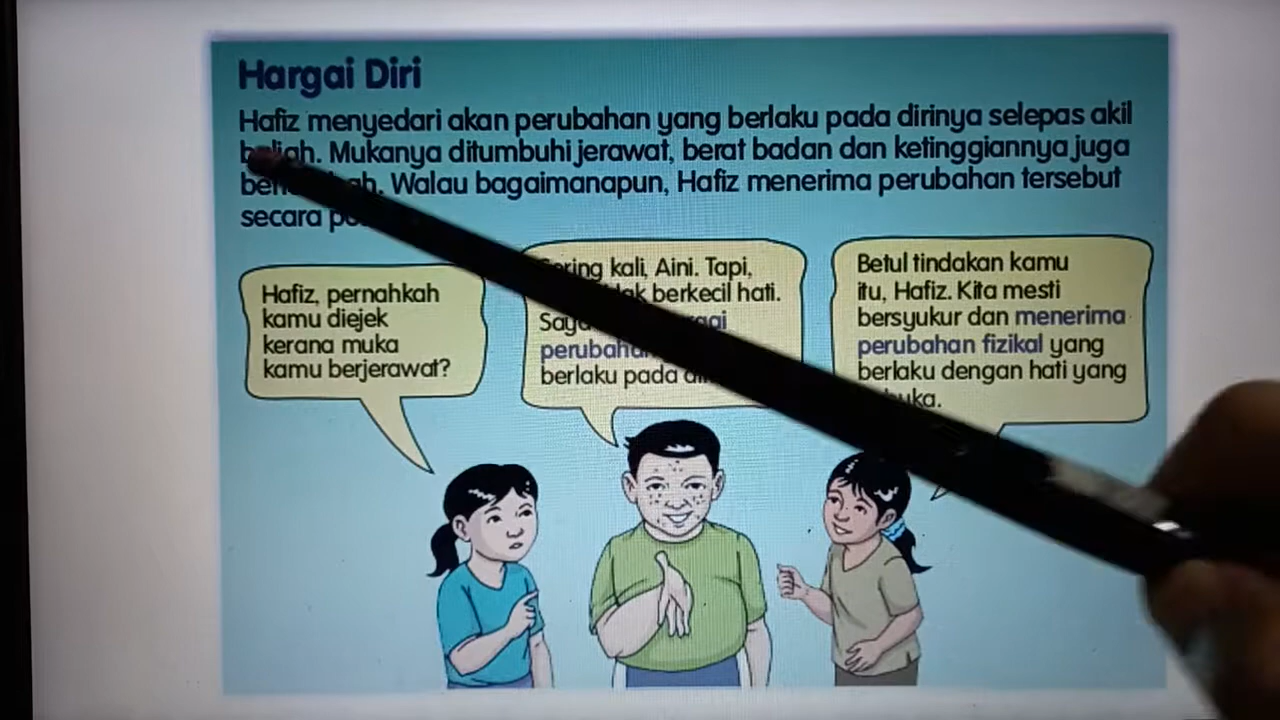 Hargai Diri
Hafiz menyedari akan perubahan yang berlaku pada dirinya selepas akil
baligh. Mukanya ditumbuhi jerawat, berat badan dan ketinggiannya juga
Walau bagaimanapun, Hafiz menerima perubahan tersebut
secara
Hafiz, pernahkah
kamu diejek
kerana muka
kamu berjerawat?
Sering kali, Aini. Tapi,
berkecil hati.
Saya
perubahan
berlaku pada
Betul tindakan kamu
itu, Hafiz. Kita mesti
bersyukur dan menerima
perubahan fizikal yang
berlaku dengan hati yang